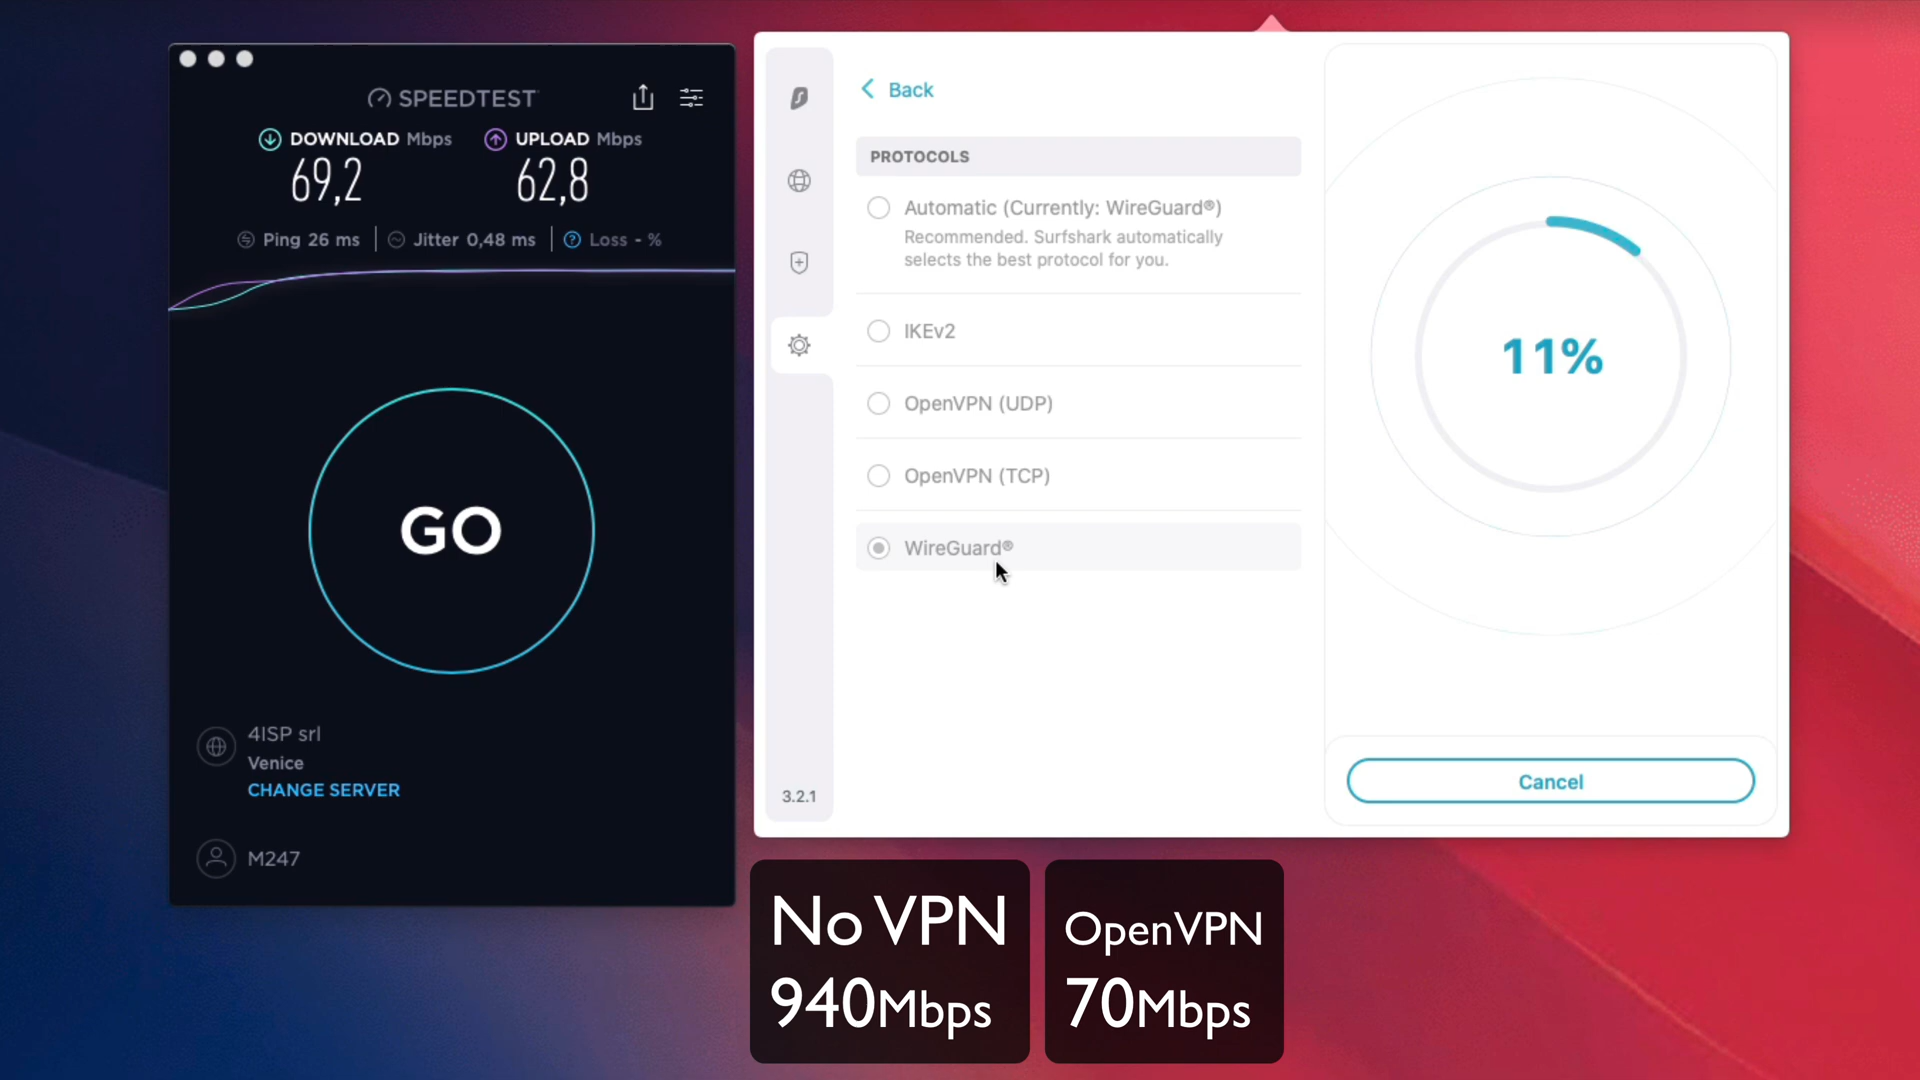 SPEEDTEST
DOWNLOAD Mbps
69,2
UPLOAD Mbps
62,8
Ping 26 ms
Jitter 0,48 ms
Loss - %
GO
4ISP srl
Venice
CHANGE SERVER
M247
Back
PROTOCOLS
Automatic (Currently: WireGuard®)
Recommended. Surfshark automatically
selects the best protocol for you.
IKEv2
OpenVPN (UDP)
OpenVPN (TCP)
WireGuard®
3.2.1
11%
Cancel
No VPN
940Mbps
OpenVPN
70Mbps